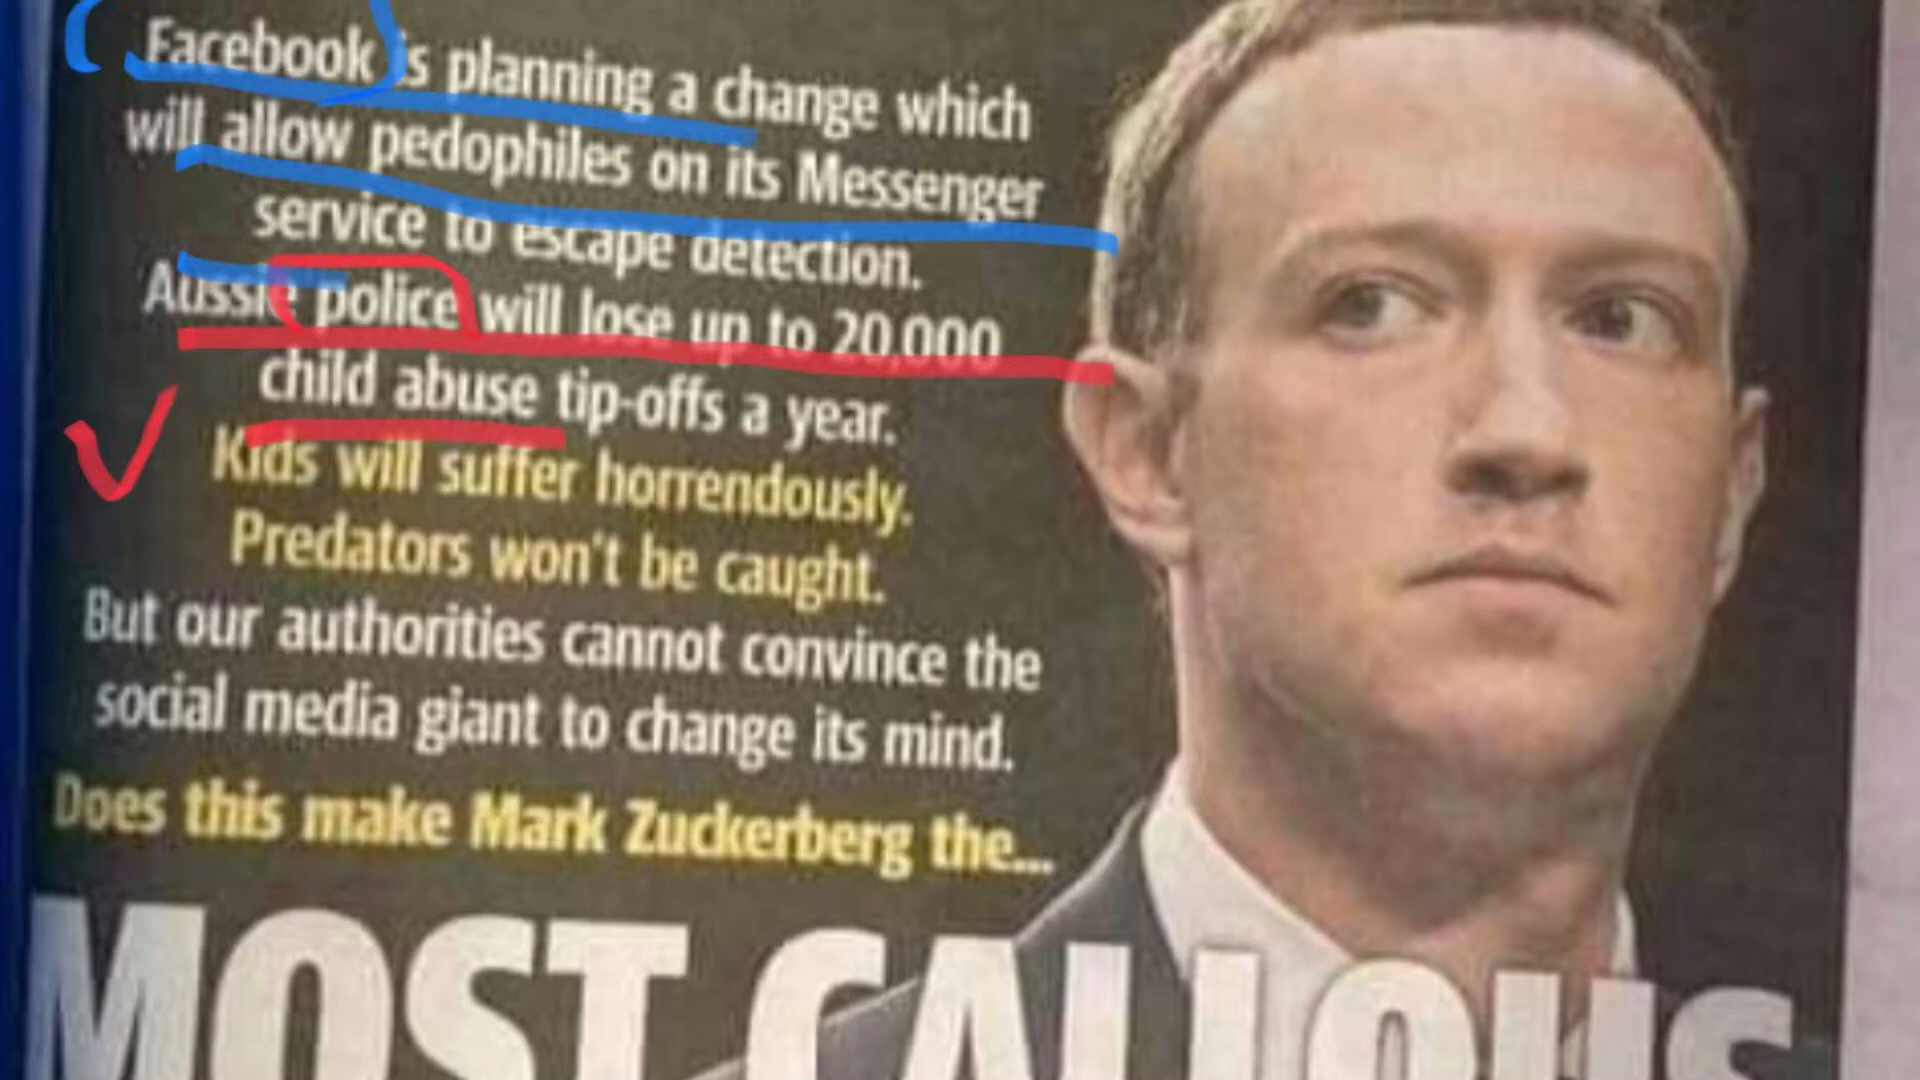 Facebook is planning a change which
will allow pedophiles on its Messenger
service to escape detection.
Aussie police will lose up to 20,000
child abuse tip-offs a year.
Kids will suffer horrendously.
Predators won't be caught.
But our authorities cannot convince the
social media giant to change its mind.
Does this make Mark Zuckerberg the...
MOST CALLOUS